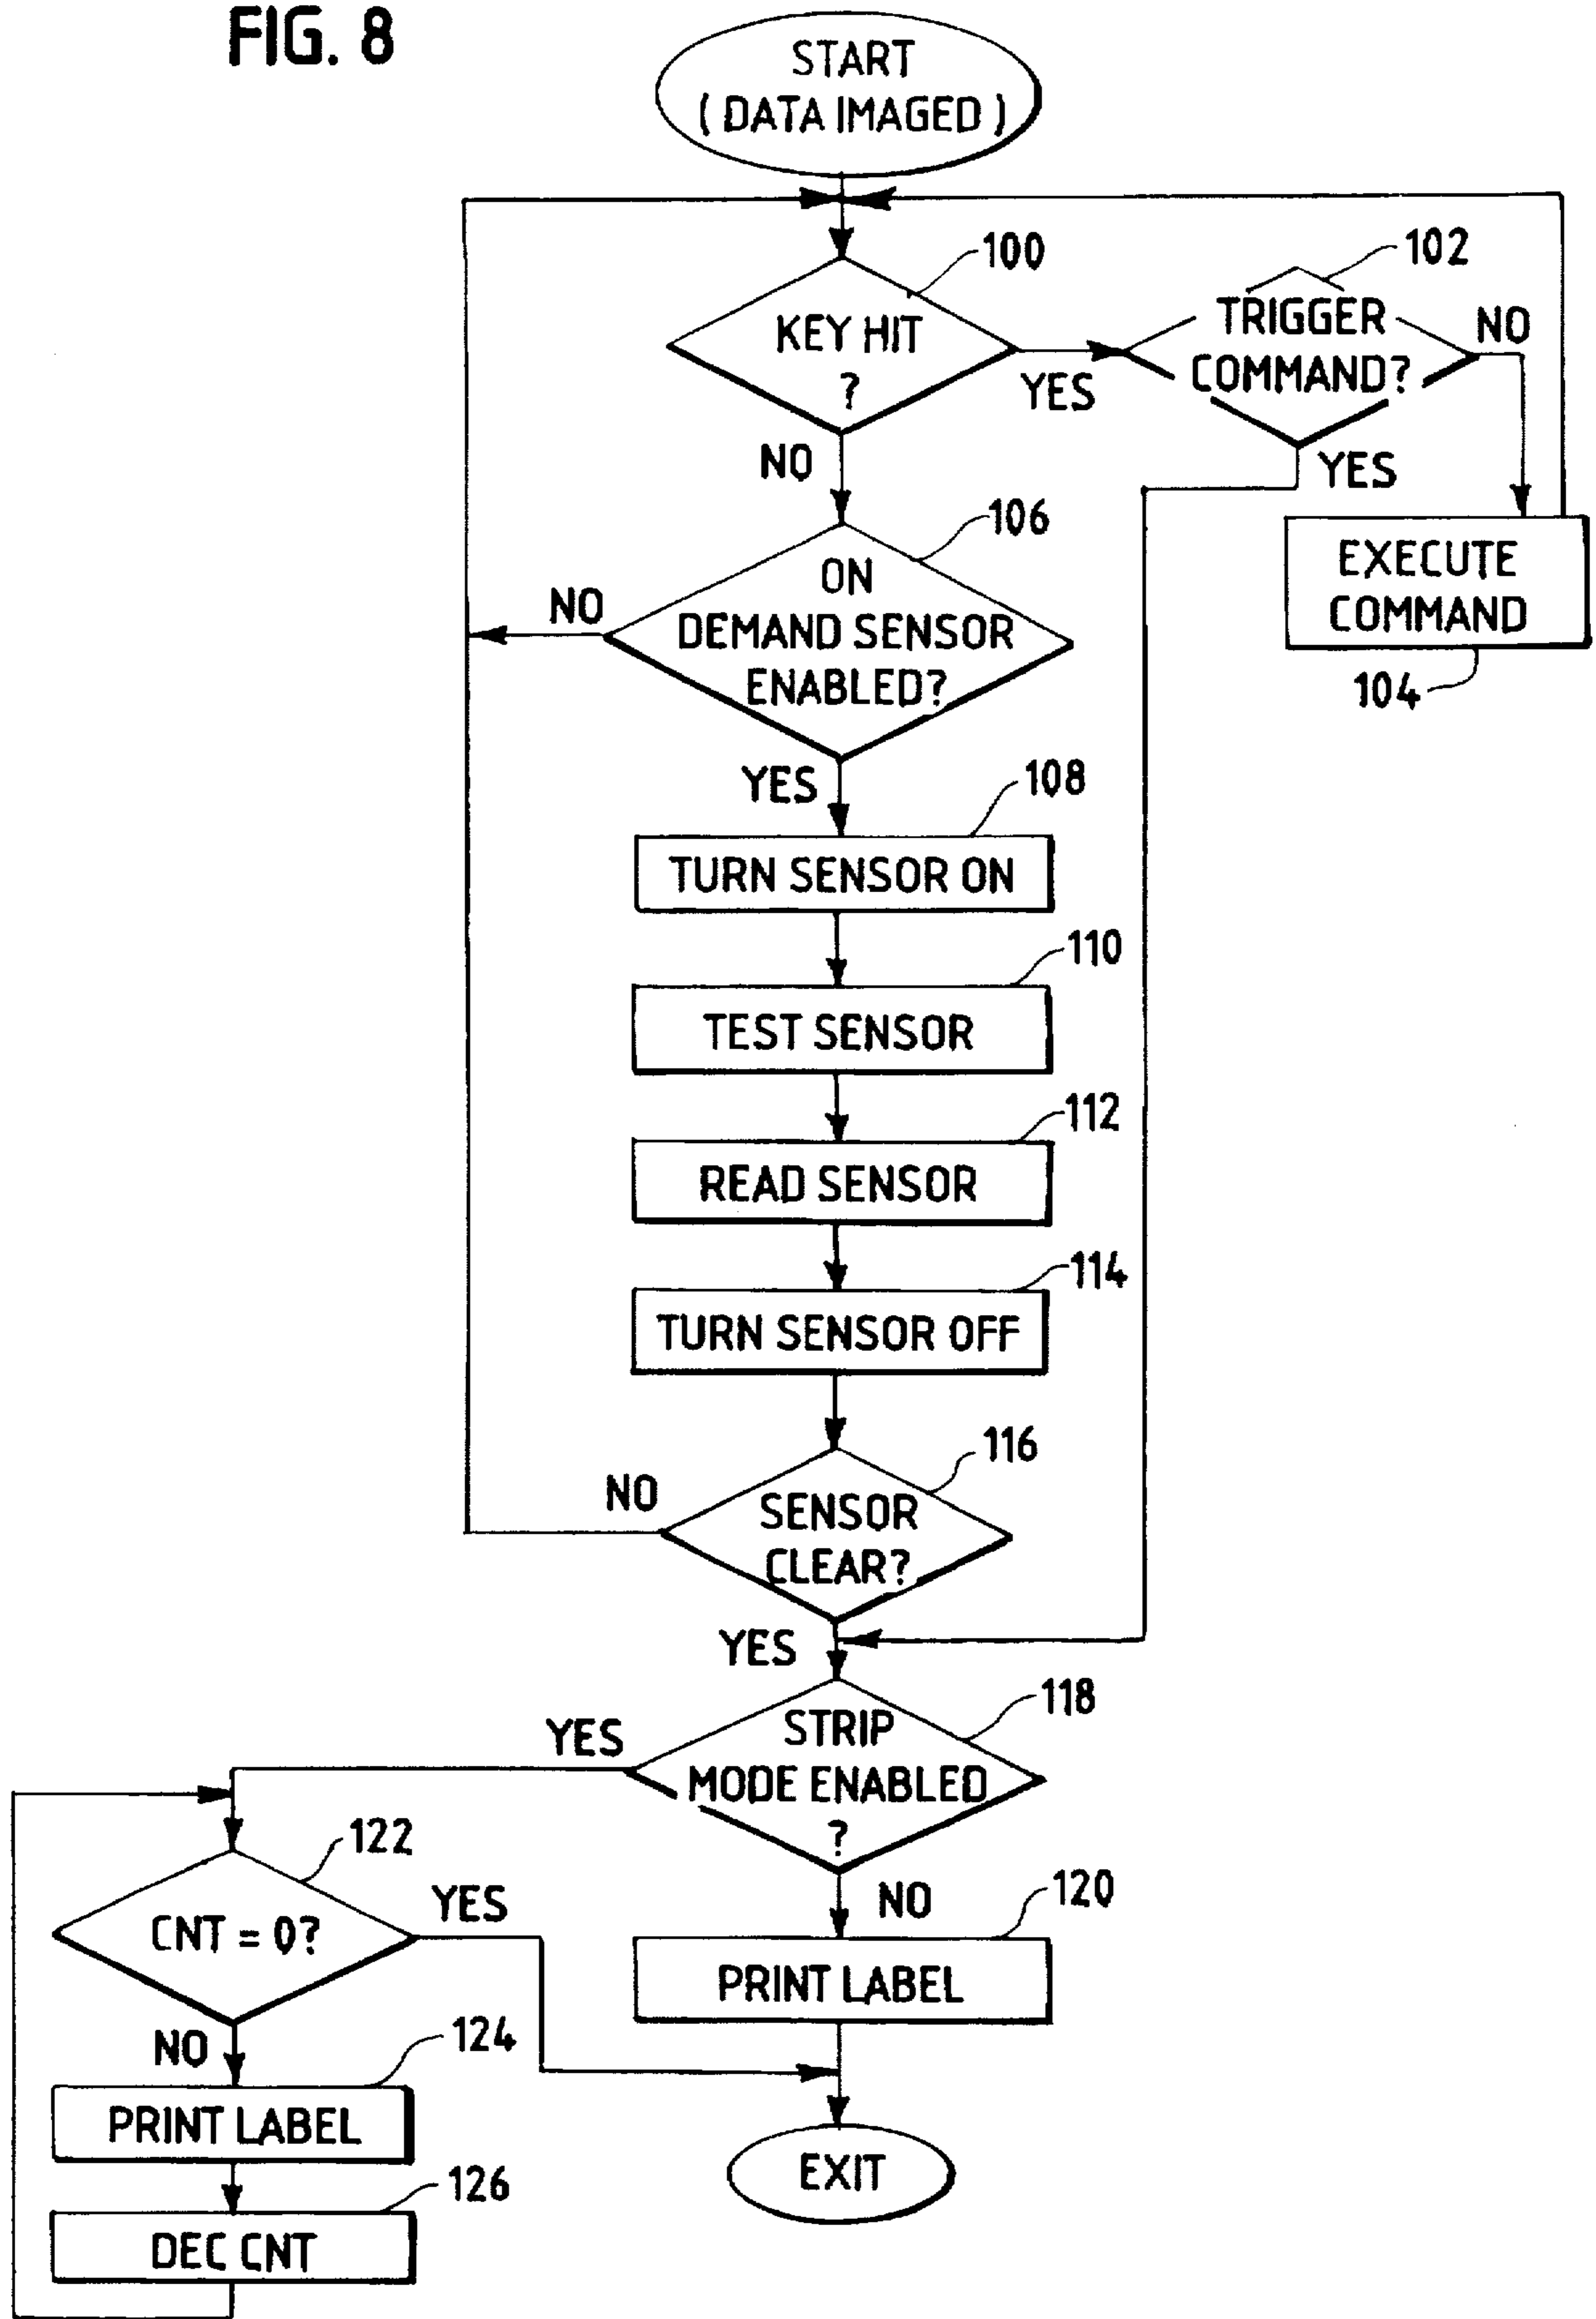 FIG. 8
START
( DATA IMAGED )
100
KEY HIT
?
YES
NO
102
TRIGGER
COMMAND?
NO
YES
EXECUTE
COMMAND
104
106
ON
DEMAND SENSOR
ENABLED?
NO
YES
108
TURN SENSOR ON
110
TEST SENSOR
112
READ SENSOR
114
TURN SENSOR OFF
116
SENSOR
CLEAR?
NO
YES
118
STRIP
MODE ENABLED
?
YES
NO
120
PRINT LABEL
122
CNT = 0?
YES
NO
124
PRINT LABEL
126
DEC CNT
EXIT